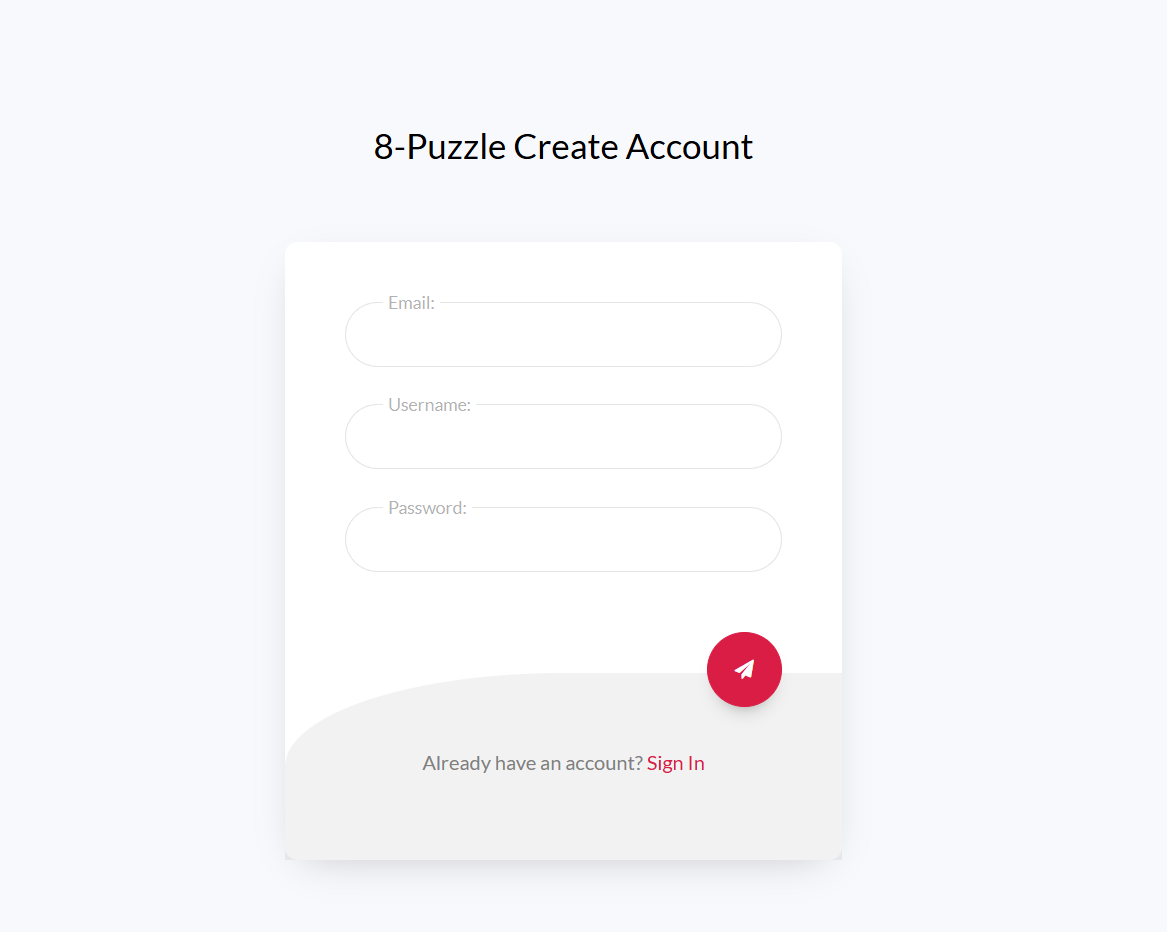 8-Puzzle Create Account
Email:
Username:
Password:
Already have an account? Sign In